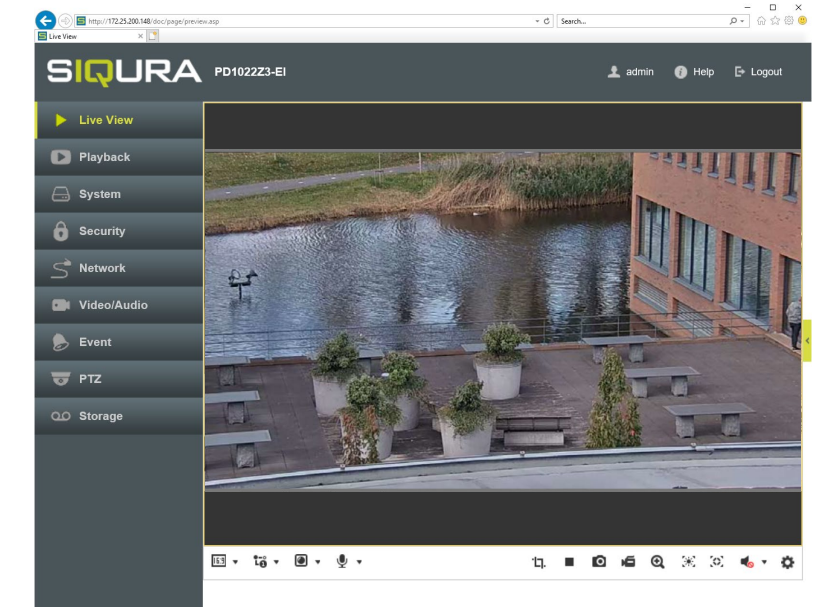 http://172.25.200.148/doc/page/preview.asp
Search...
Live View
SIQURA PD1022Z3-EI
admin
Help
Logout
Live View
Playback
System
Security
Network
Video/Audio
Event
PTZ
Storage
16:9